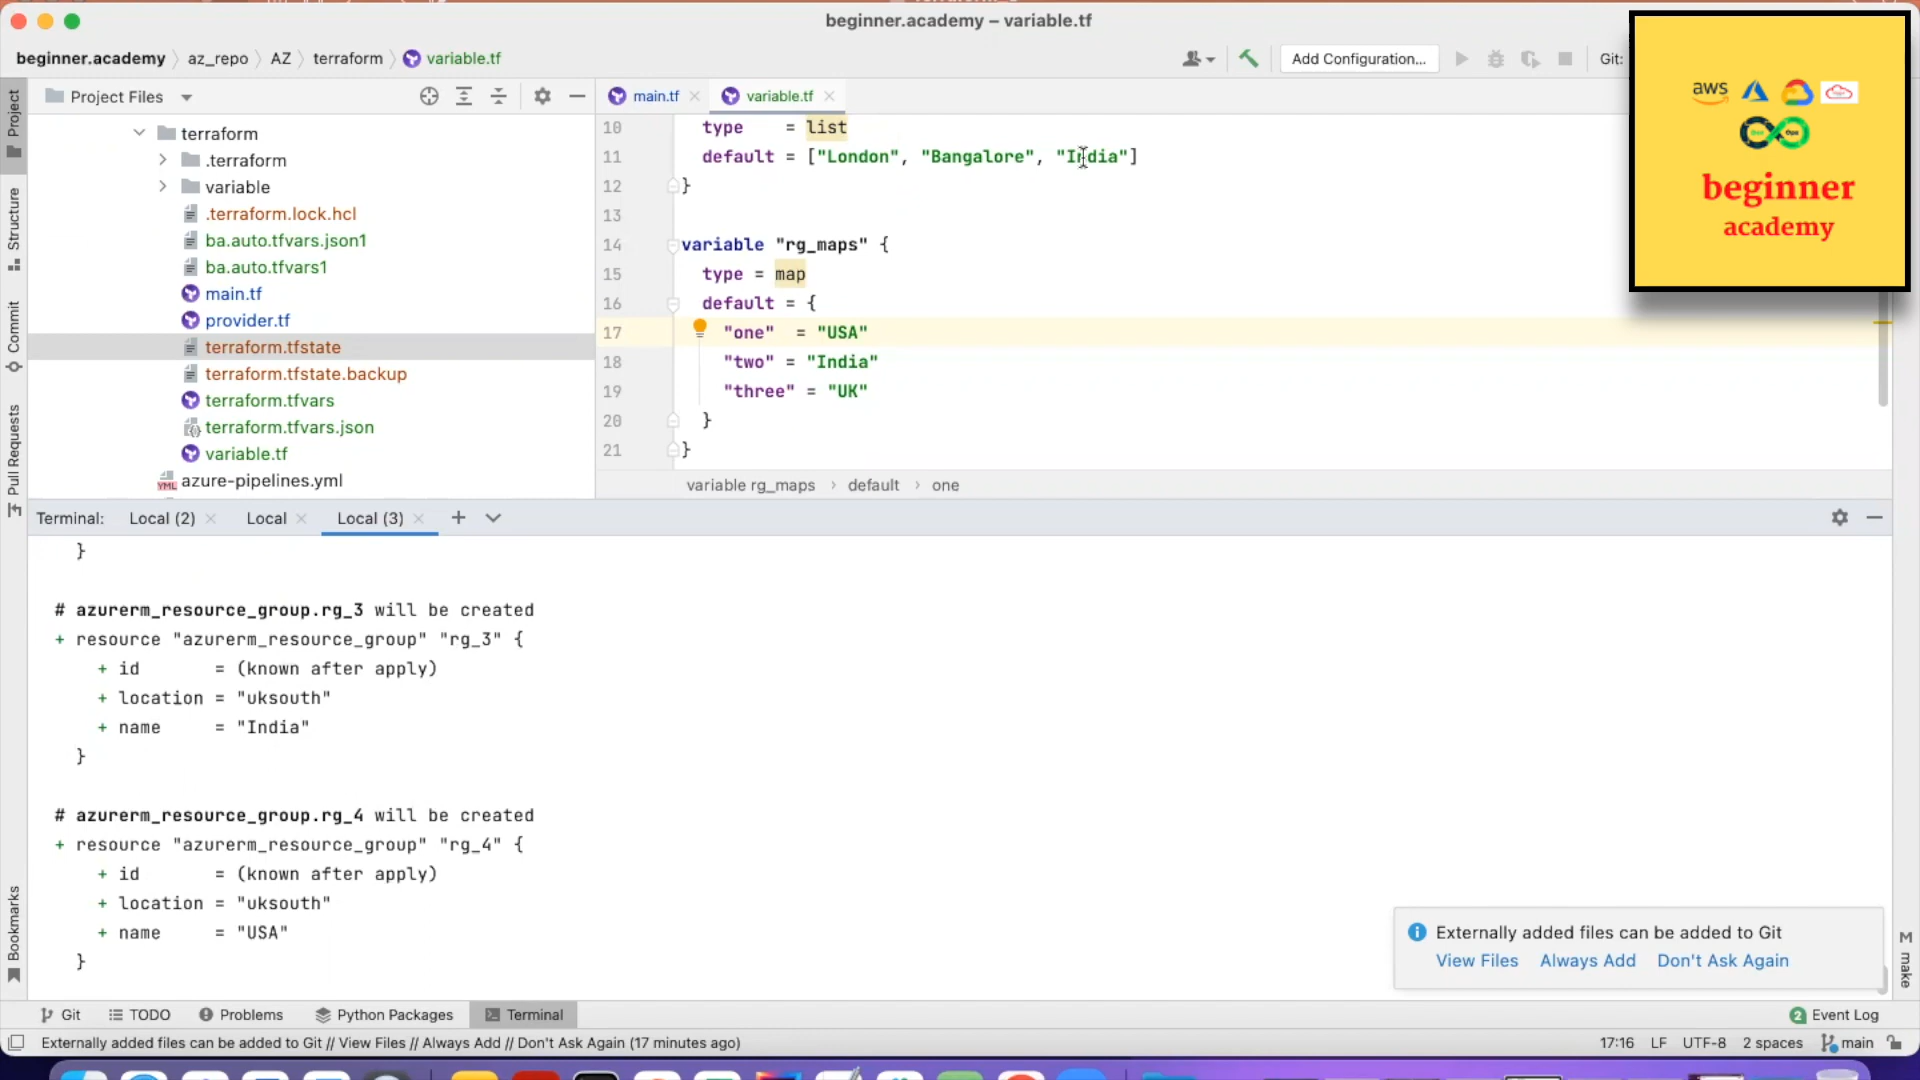 beginner.academy – variable.tf
beginner.academy > az_repo > AZ > terraform > variable.tf
Add Configuration...
Git:
aws
beginner
academy
Project Files
main.tf
variable.tf
Project
Structure
Commit
Pull Requests
Bookmarks
terraform
.terraform
variable
.terraform.lock.hcl
ba.auto.tfvars.json1
ba.auto.tfvars1
main.tf
provider.tf
terraform.tfstate
terraform.tfstate.backup
terraform.tfvars
terraform.tfvars.json
variable.tf
azure-pipelines.yml
10 type    = list
11 default = ["London", "Bangalore", "India"]
12 }
13
14 variable "rg_maps" {
15 type = map
16 default = {
17 "one"  = "USA"
18 "two" = "India"
19 "three" = "UK"
20 }
21 }
variable rg_maps > default > one
Terminal: Local (2) Local Local (3)
}
# azurerm_resource_group.rg_3 will be created
+ resource "azurerm_resource_group" "rg_3" {
+ id       = (known after apply)
+ location = "uksouth"
+ name     = "India"
}
# azurerm_resource_group.rg_4 will be created
+ resource "azurerm_resource_group" "rg_4" {
+ id       = (known after apply)
+ location = "uksouth"
+ name     = "USA"
}
Externally added files can be added to Git
View Files Always Add Don't Ask Again
make
Git TODO Problems Python Packages Terminal
2 Event Log
Externally added files can be added to Git // View Files // Always Add // Don't Ask Again (17 minutes ago)
17:16 LF UTF-8 2 spaces main